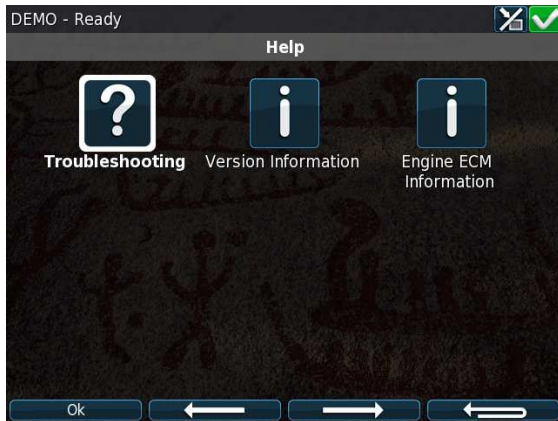 DEMO - Ready
Help
Troubleshooting
Version Information
Engine ECM
Information
Ok